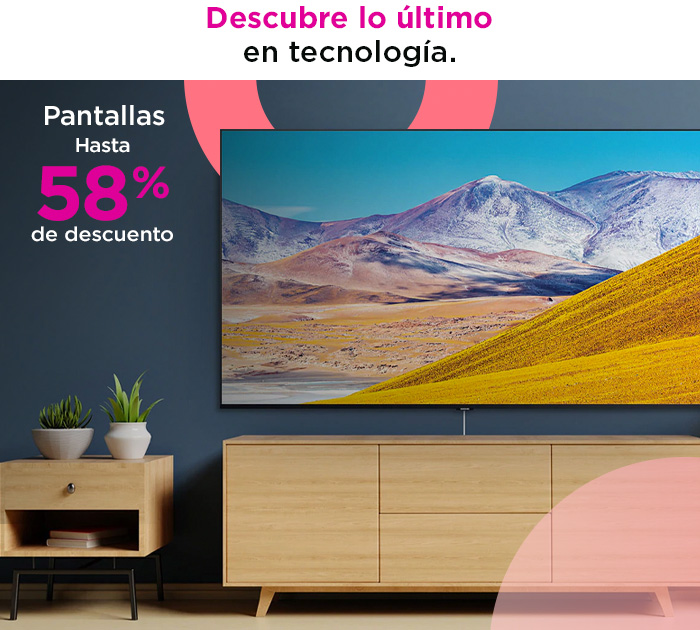 Descubre lo último
en tecnología.
Pantallas
Hasta
58%
de descuento